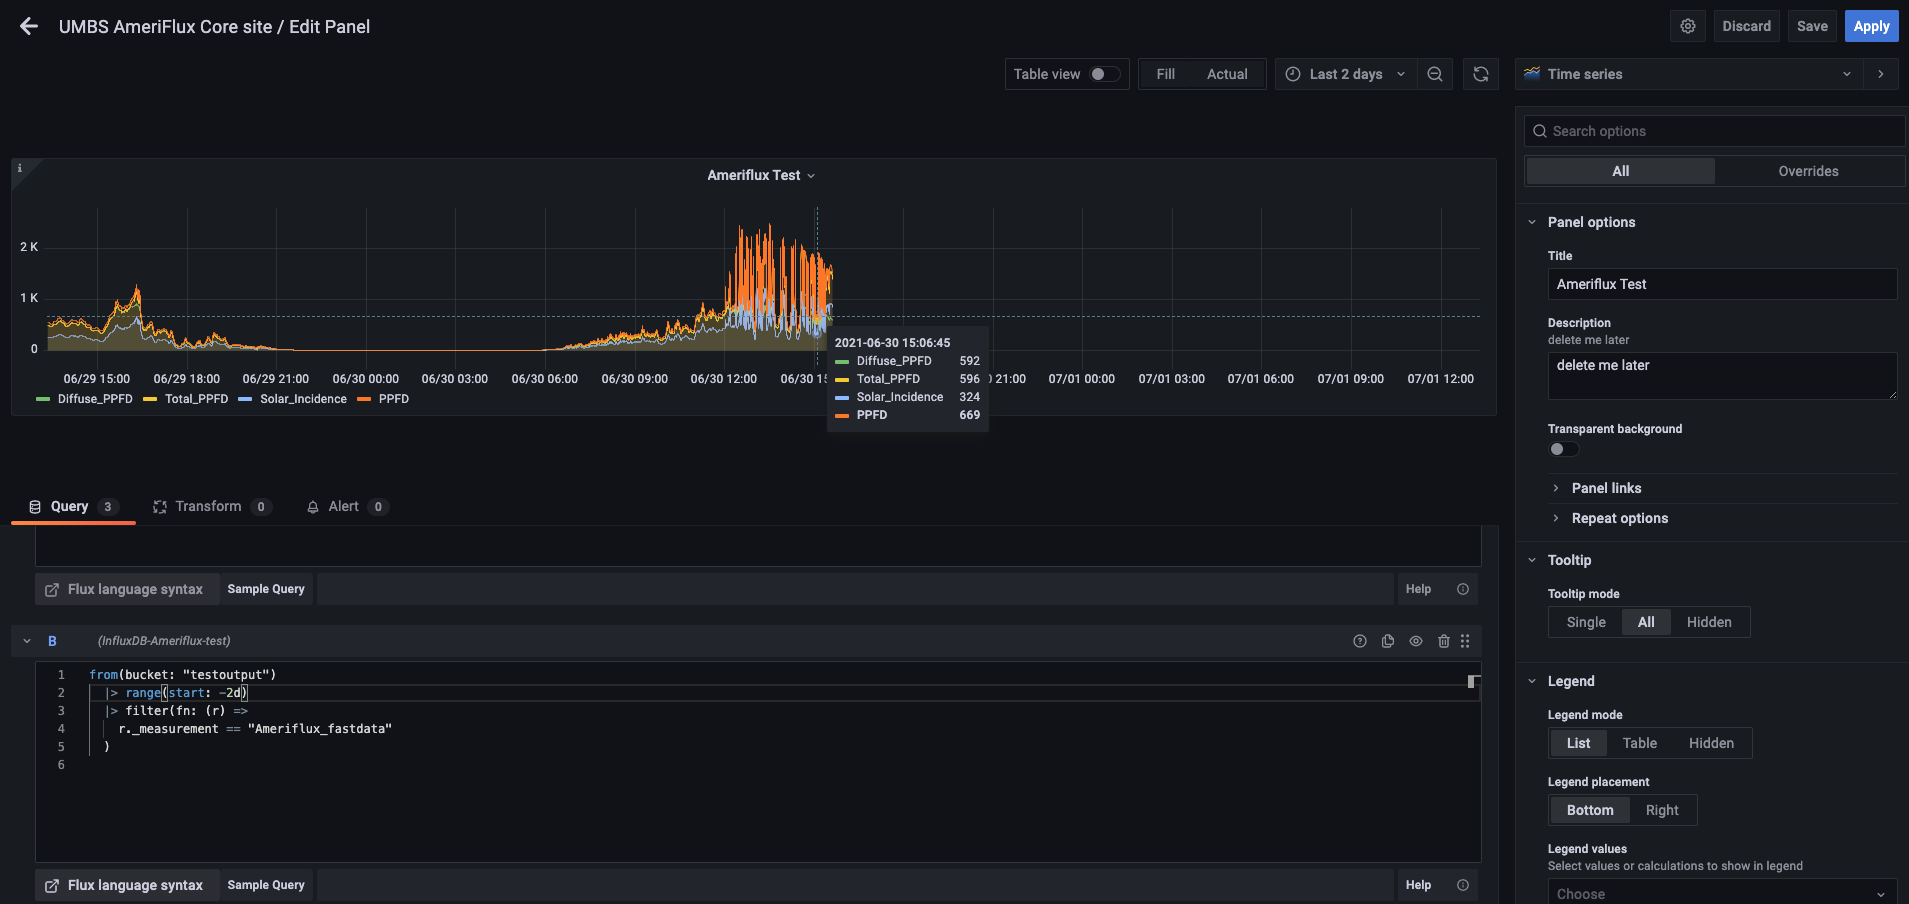 UMBS AmeriFlux Core site / Edit Panel
Discard
Save
Apply
Table view
Fill
Actual
Last 2 days
Time series
Search options
All
Overrides
i
Ameriflux Test
2 K
1 K
0
06/29 15:00 06/29 18:00 06/29 21:00 06/30 00:00 06/30 03:00 06/30 06:00 06/30 09:00 06/30 12:00 06/30 1 21:00 07/01 00:00 07/01 03:00 07/01 06:00 07/01 09:00 07/01 12:00
Diffuse_PPFD Total_PPFD Solar_Incidence PPFD
2021-06-30 15:06:45
Diffuse_PPFD 592
Total_PPFD 596
Solar_Incidence 324
PPFD 669
Query 3
Transform 0
Alert 0
Flux language syntax
Sample Query
Help
B
(InfluxDB-Ameriflux-test)
1 from(bucket: "testoutput")
2 |> range(start: -2d)
3 |> filter(fn: (r) =>
4 r._measurement == "Ameriflux_fastdata"
5 )
6
Flux language syntax
Sample Query
Help
Panel options
Title
Ameriflux Test
Description
delete me later
delete me later
Transparent background
Panel links
Repeat options
Tooltip
Tooltip mode
Single
All
Hidden
Legend
Legend mode
List
Table
Hidden
Legend placement
Bottom
Right
Legend values
Select values or calculations to show in legend
Choose